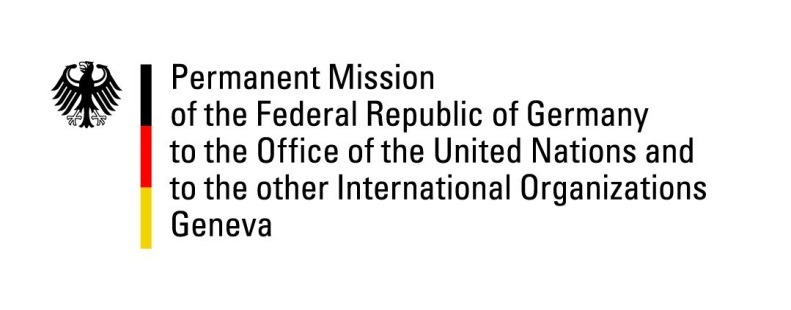 Permanent Mission
of the Federal Republic of Germany
to the Office of the United Nations and
to the other International Organizations
Geneva